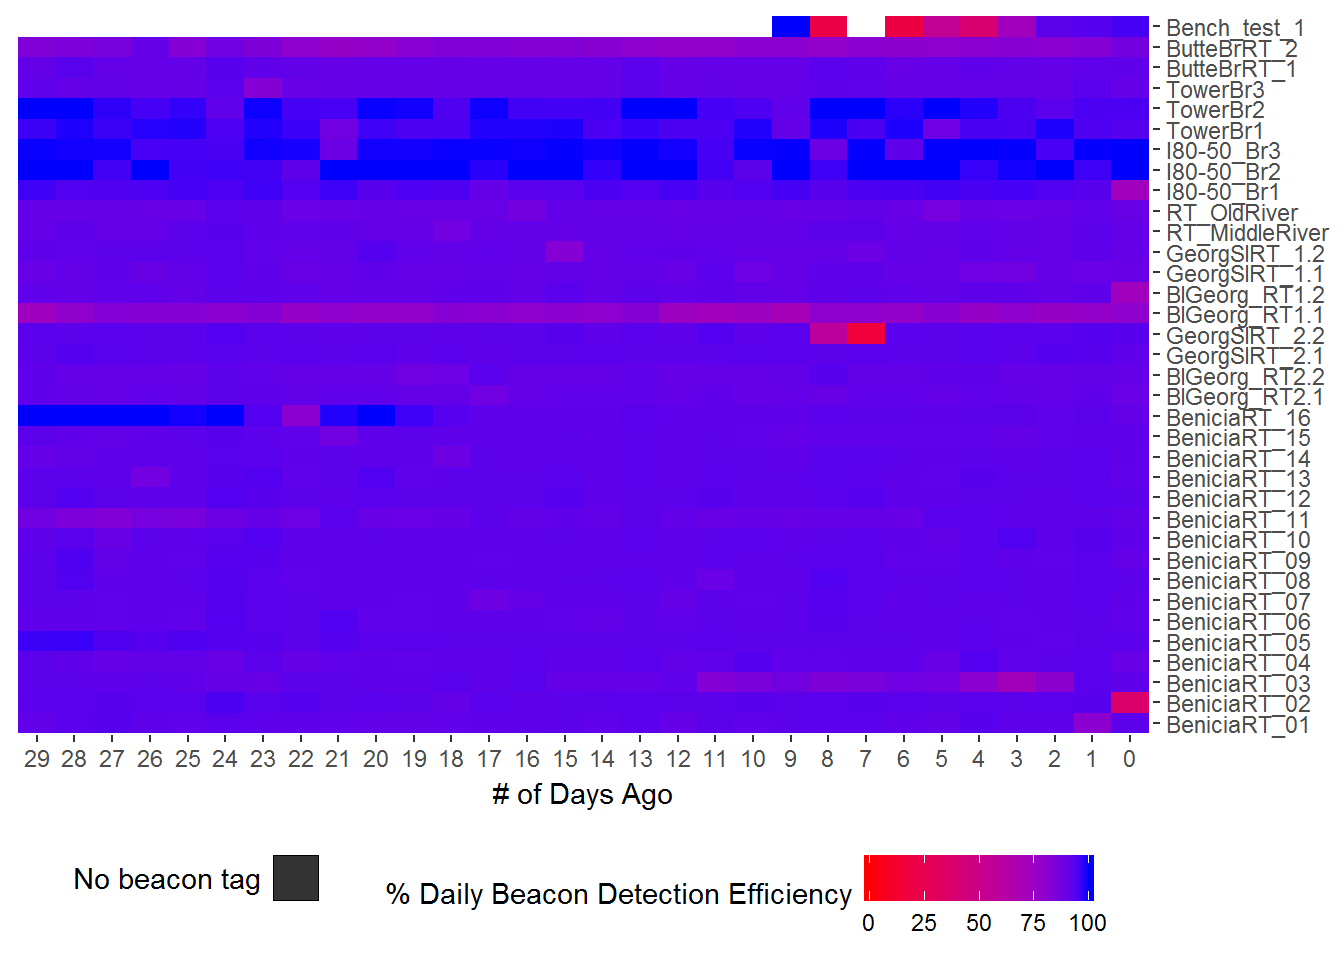 Bench_test_1
ButteBrRT_2
ButteBrRT_1
TowerBr3
TowerBr2
TowerBr1
I80-50_Br3
I80-50_Br2
I80-50_Br1
RT_OldRiver
RT_MiddleRiver
GeorgSlRT_1.2
GeorgSlRT_1.1
BlGeorg_RT1.2
BlGeorg_RT1.1
GeorgSlRT_2.2
GeorgSlRT_2.1
BlGeorg_RT2.2
BlGeorg_RT2.1
BeniciaRT_16
BeniciaRT_15
BeniciaRT_14
BeniciaRT_13
BeniciaRT_12
BeniciaRT_11
BeniciaRT_10
BeniciaRT_09
BeniciaRT_08
BeniciaRT_07
BeniciaRT_06
BeniciaRT_05
BeniciaRT_04
BeniciaRT_03
BeniciaRT_02
BeniciaRT_01
29 28 27 26 25 24 23 22 21 20 19 18 17 16 15 14 13 12 11 10 9 8 7 6 5 4 3 2 1 0
# of Days Ago
No beacon tag
% Daily Beacon Detection Efficiency
0 25 50 75 100